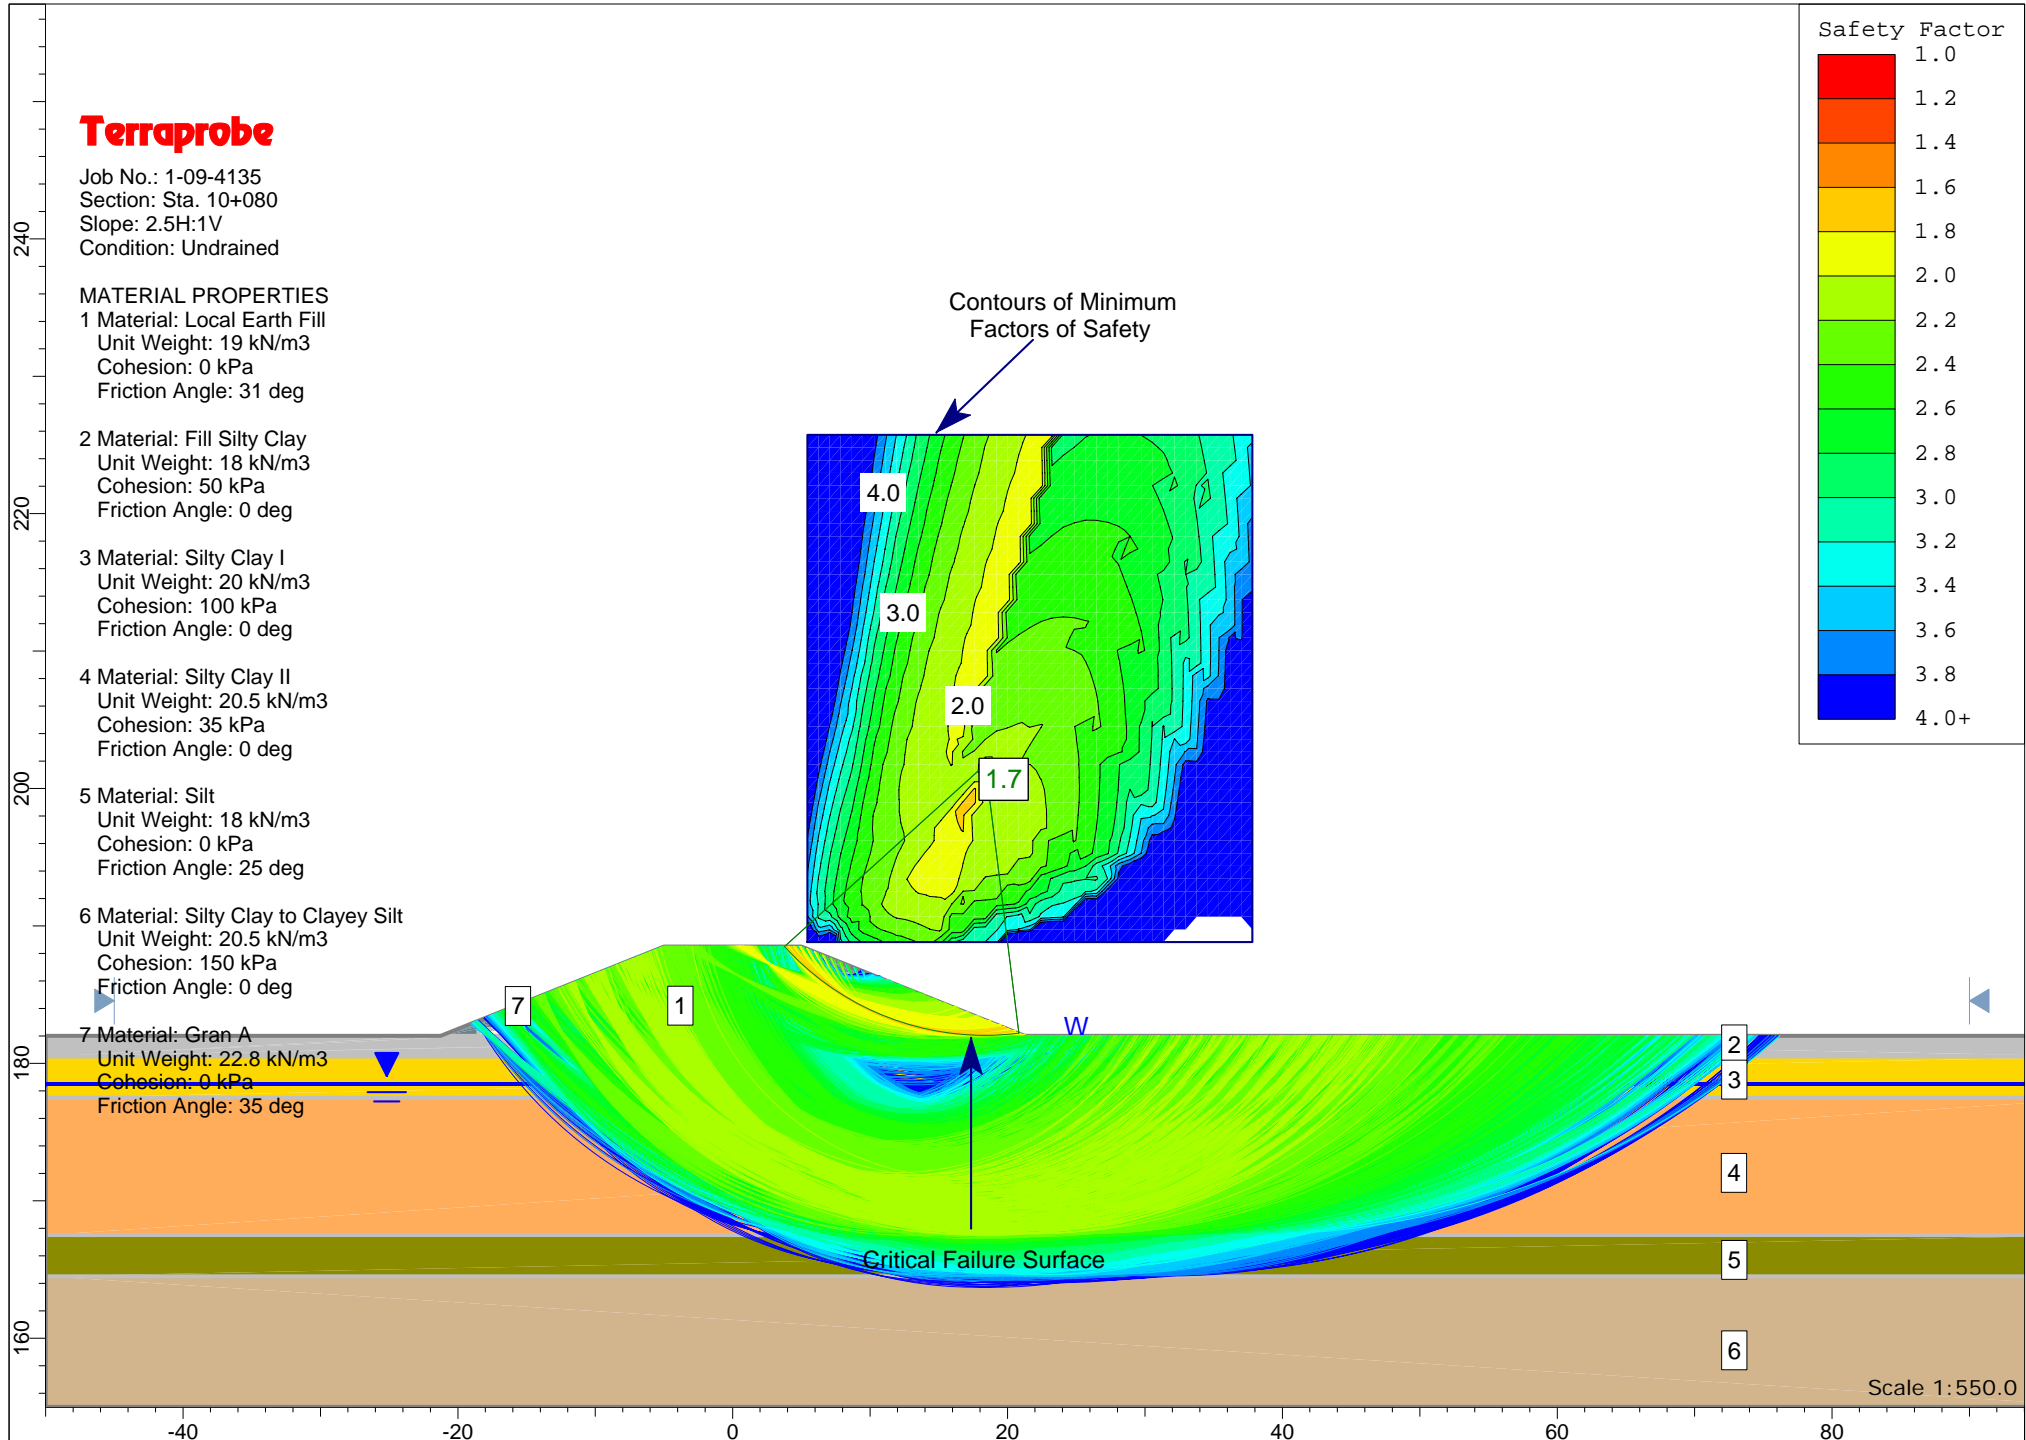 Terraprobe
Job No.: 1-09-4135
Section: Sta. 10+080
Slope: 2.5H:1V
Condition: Undrained
MATERIAL PROPERTIES
1 Material: Local Earth Fill
Unit Weight: 19 kN/m3
Cohesion: 0 kPa
Friction Angle: 31 deg
2 Material: Fill Silty Clay
Unit Weight: 18 kN/m3
Cohesion: 50 kPa
Friction Angle: 0 deg
3 Material: Silty Clay I
Unit Weight: 20 kN/m3
Cohesion: 100 kPa
Friction Angle: 0 deg
4 Material: Silty Clay II
Unit Weight: 20.5 kN/m3
Cohesion: 35 kPa
Friction Angle: 0 deg
5 Material: Silt
Unit Weight: 18 kN/m3
Cohesion: 0 kPa
Friction Angle: 25 deg
6 Material: Silty Clay to Clayey Silt
Unit Weight: 20.5 kN/m3
Cohesion: 150 kPa
Friction Angle: 0 deg
7 Material: Gran A
Unit Weight: 22.8 kN/m3
Cohesion: 0 kPa
Friction Angle: 35 deg
Contours of Minimum
Factors of Safety
4.0
3.0
2.0
1.7
Safety Factor
1.0
1.2
1.4
1.6
1.8
2.0
2.2
2.4
2.6
2.8
3.0
3.2
3.4
3.6
3.8
4.0+
7
1
W
2
3
4
5
6
Critical Failure Surface
Scale 1:550.0
240
220
200
180
160
-40
-20
0
20
40
60
80